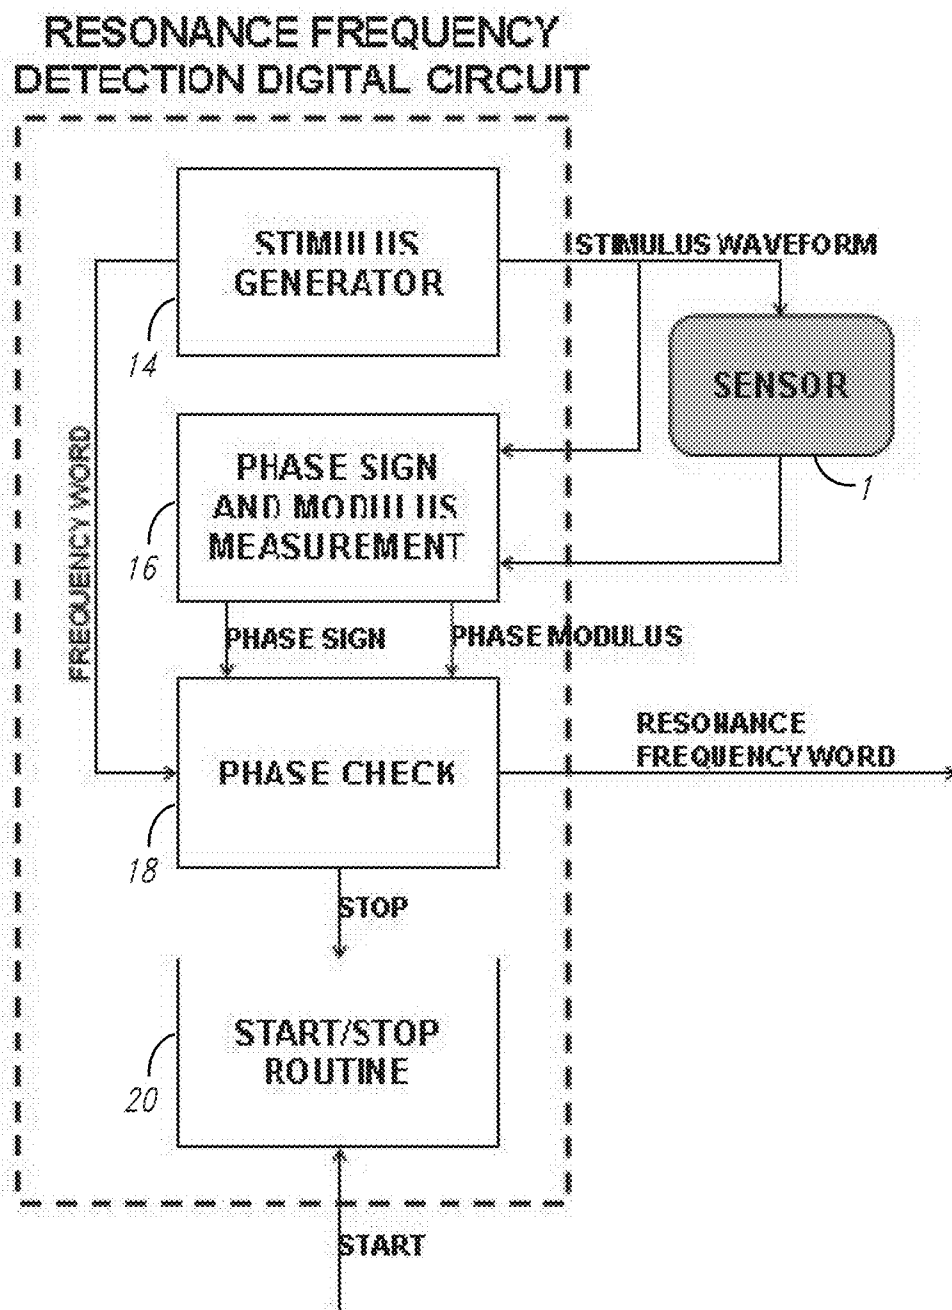 RESONANCE FREQUENCY
DETECTION DIGITAL CIRCUIT
STIMULUS
GENERATOR
14
STIMULUS WAVEFORM
SENSOR
1
FREQUENCY WORD
PHASE SIGN
AND MODULUS
MEASUREMENT
16
PHASE SIGN
PHASE MODULUS
PHASE CHECK
18
RESONANCE
FREQUENCY WORD
STOP
START/STOP
ROUTINE
20
START